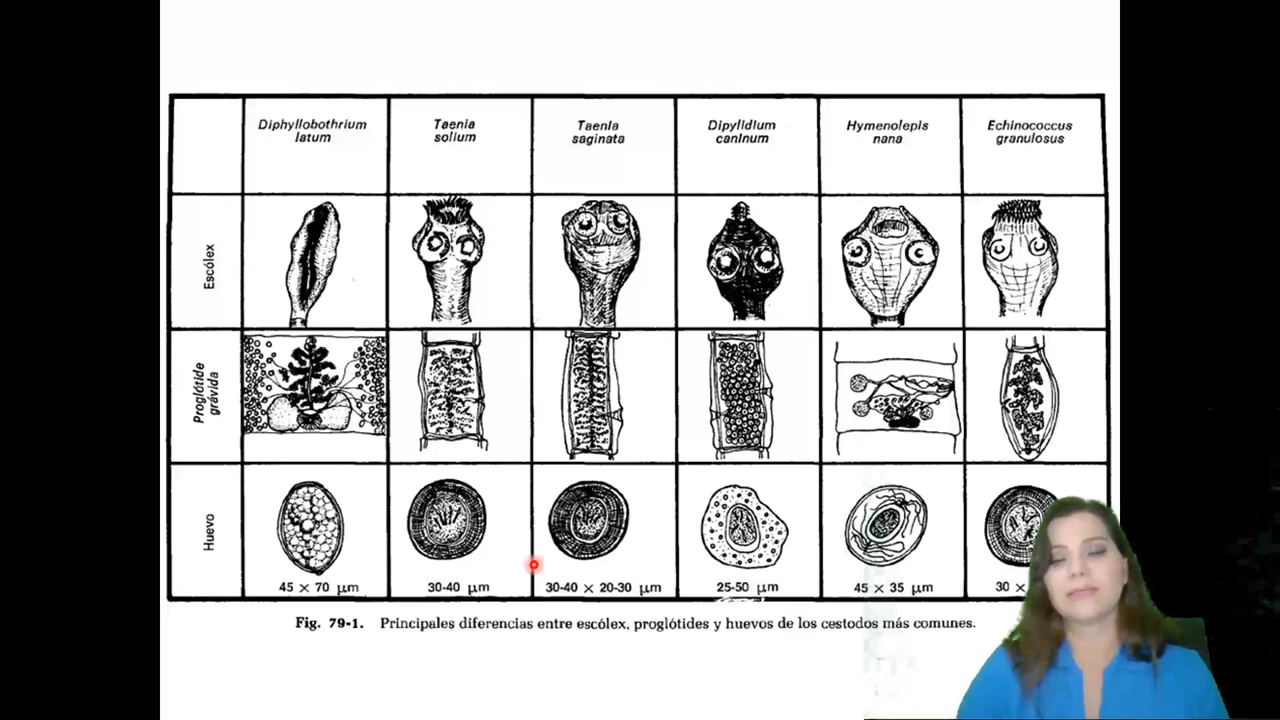 Diphyllobothrium
latum
Taenia
solium
Taenia
saginata
Dipylidium
caninum
Hymenolepis
nana
Echinococcus
granulosus
Escólex
Proglótide
grávida
Huevo
45 × 70 μm
30-40 μm
30-40 × 20-30 μm
25-50 μm
45 × 35 μm
30 ×
Fig. 79-1. Principales diferencias entre escólex, proglótides y huevos de los cestodos más comunes.